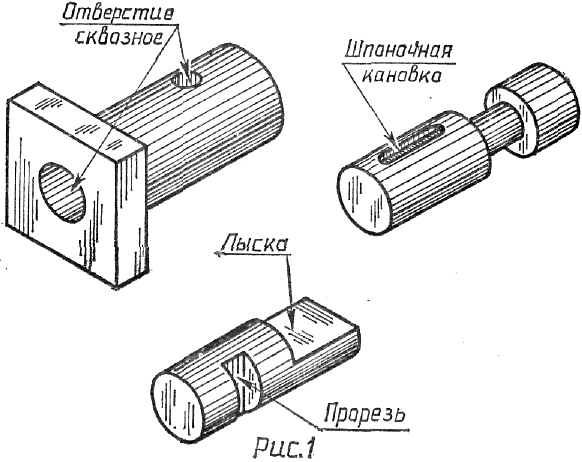 Отверстие
сквозное
Шпоночная
канавка
Лыска
Прорезь
Рис.1